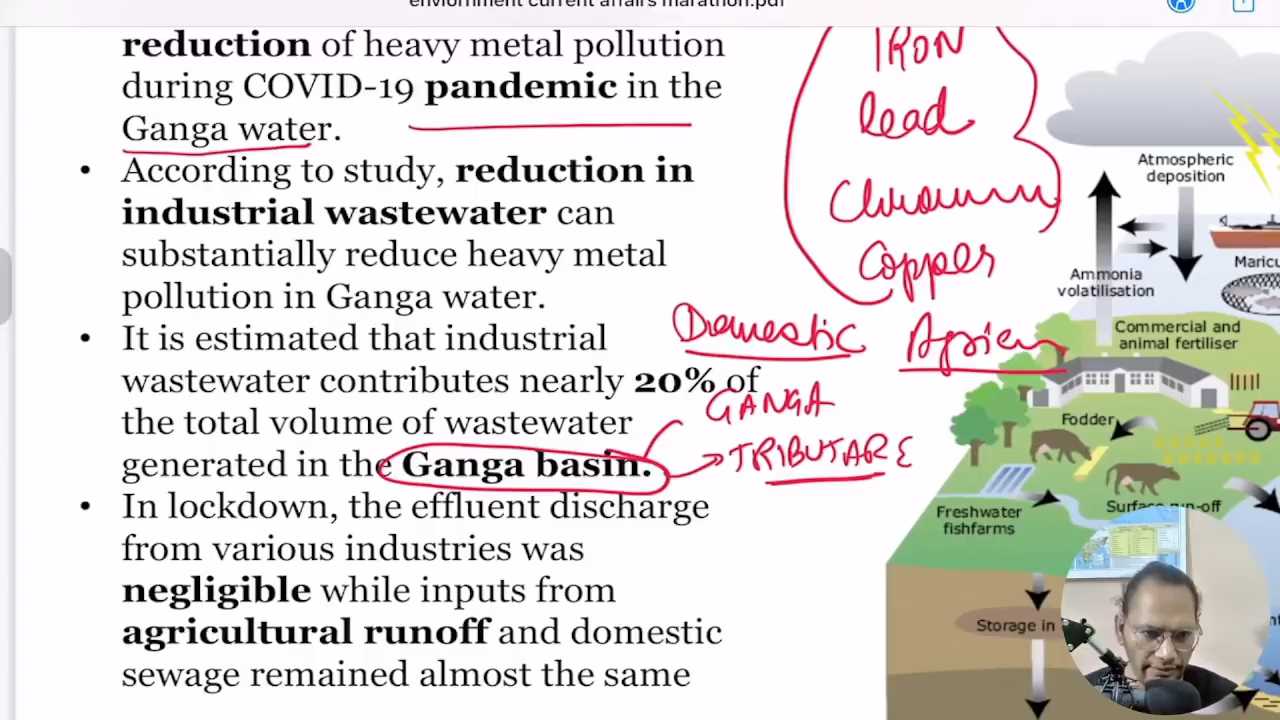 enviornment current affairs marathon.pdf
reduction of heavy metal pollution
during COVID-19 pandemic in the
Ganga water.
• According to study, reduction in
industrial wastewater can
substantially reduce heavy metal
pollution in Ganga water.
• It is estimated that industrial
wastewater contributes nearly 20% of
the total volume of wastewater
generated in the Ganga basin.
• In lockdown, the effluent discharge
from various industries was
negligible while inputs from
agricultural runoff and domestic
sewage remained almost the same
IRON
lead
Chromium
Copper
Domestic
GANGA
TRIBUTARE
Atmospheric
deposition
Ammonia
volatilisation
Maricu
Commercial and
animal fertiliser
Fodder
Surface run-off
Freshwater
fishfarms
Storage in